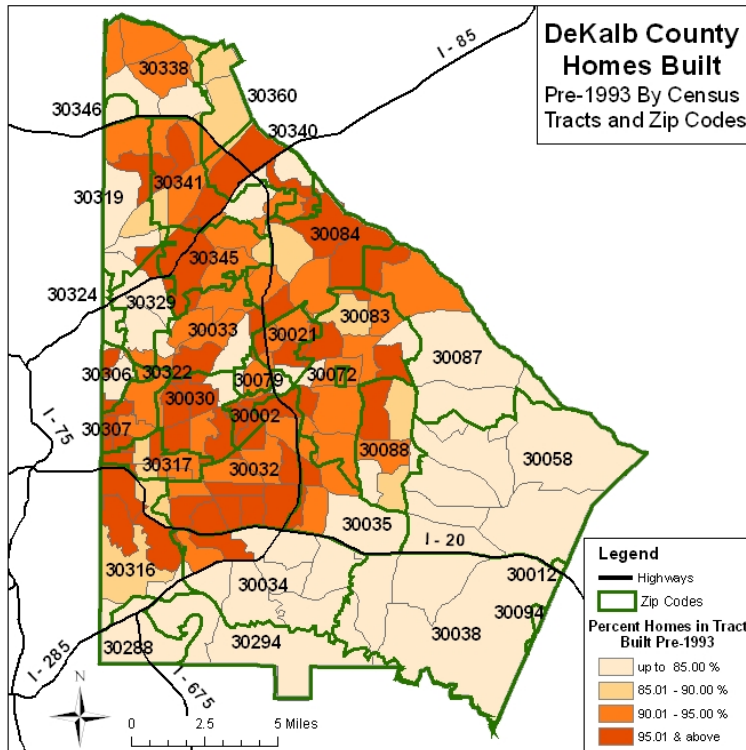 DeKalb County
Homes Built
Pre-1993 By Census
Tracts and Zip Codes
I - 85
30338
30346
30360
30340
30341
30319
30084
30345
30324
30329
30083
30033
30021
30087
30306
30322
30079
30072
30030
30002
30307
I - 75
30088
30317
30032
30058
30035
I - 20
30316
30034
30012
30094
30038
30288
30294
I - 285
I - 675
N
0 2.5 5 Miles
Legend
Highways
Zip Codes
Percent Homes in Tract
Built Pre-1993
up to 85.00 %
85.01 - 90.00 %
90.01 - 95.00 %
95.01 & above